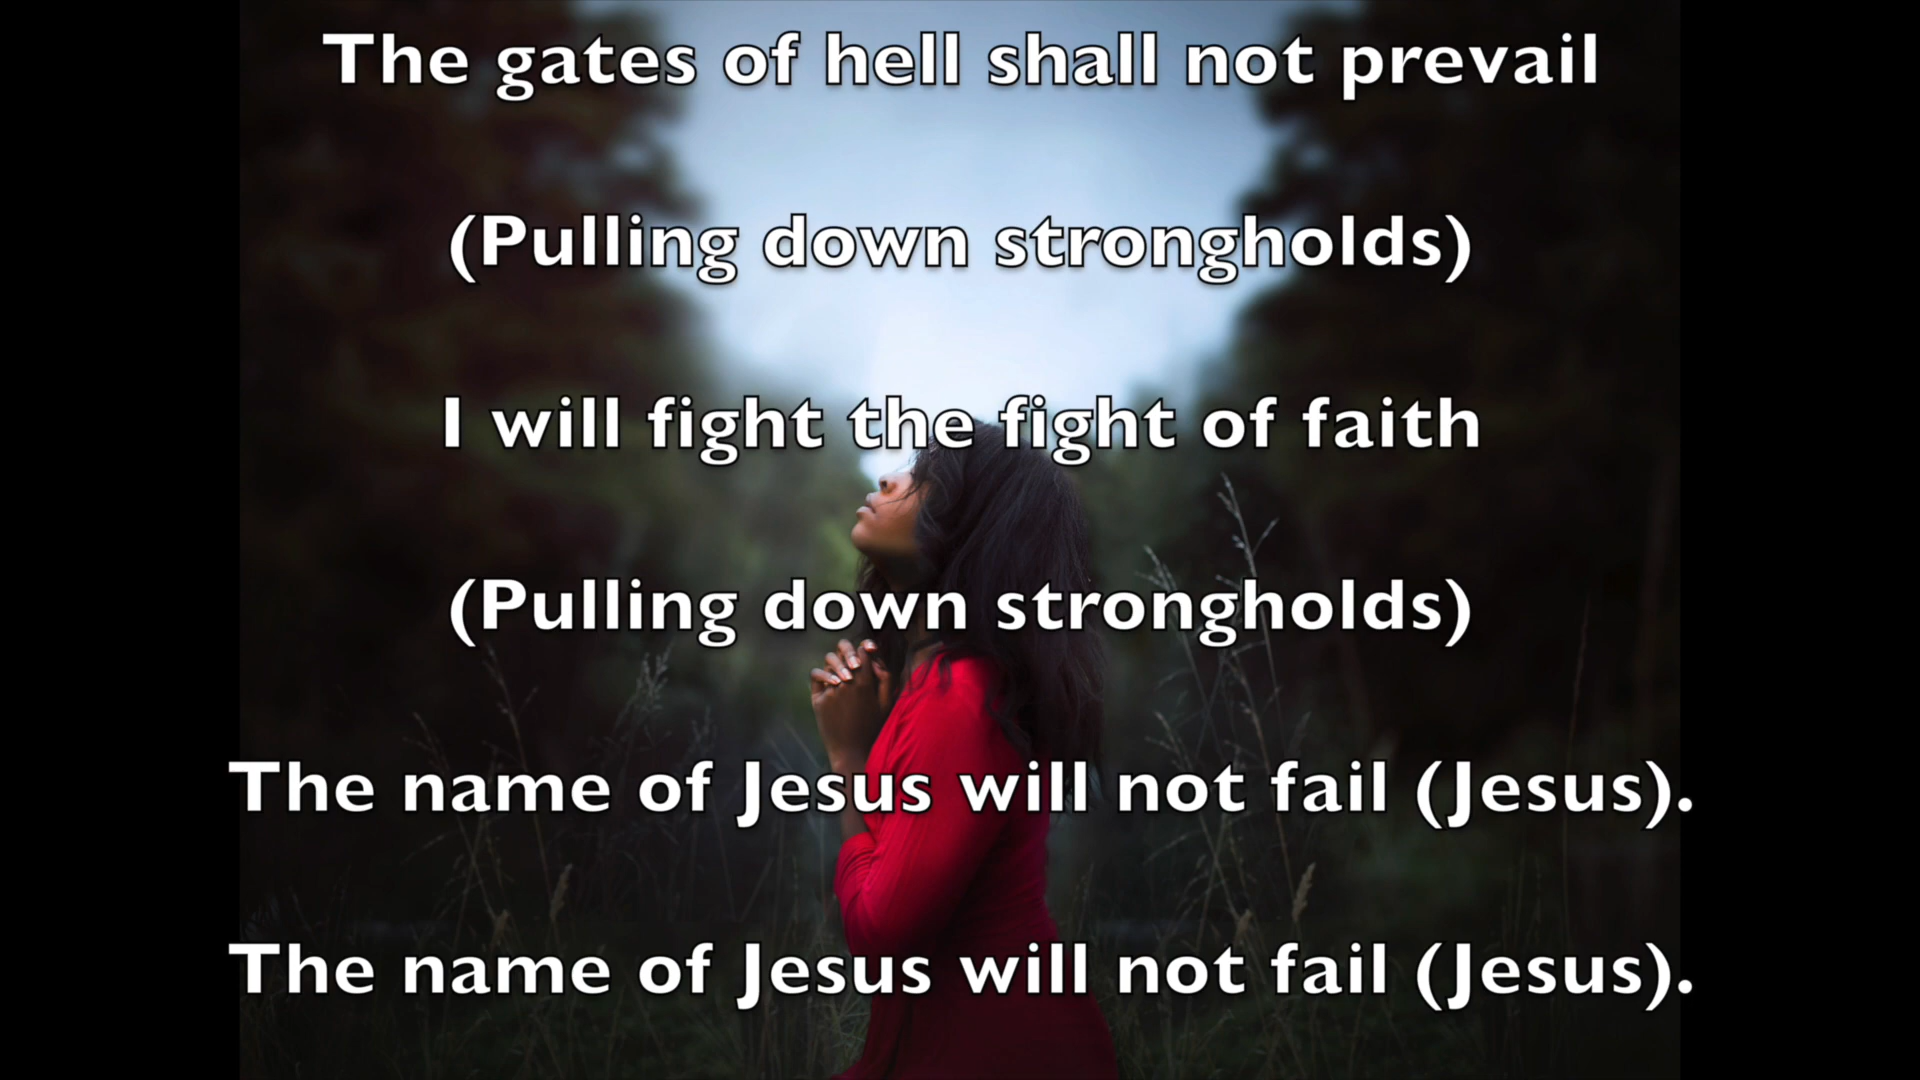 The gates of hell shall not prevail
(Pulling down strongholds)
I will fight the fight of faith
(Pulling down strongholds)
The name of Jesus will not fail (Jesus).
The name of Jesus will not fail (Jesus).